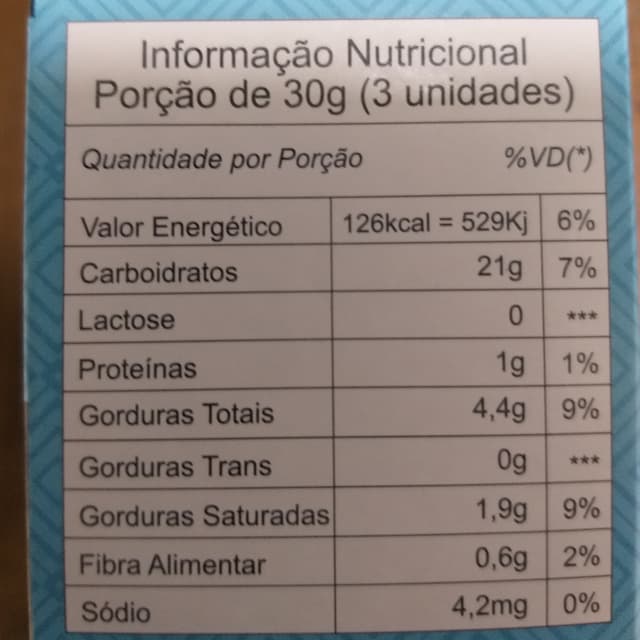 Informação Nutricional
Porção de 30g (3 unidades)
Quantidade por Porção %VD(*)
Valor Energético 126kcal = 529Kj 6%
Carboidratos 21g 7%
Lactose 0 ***
Proteínas 1g 1%
Gorduras Totais 4,4g 9%
Gorduras Trans 0g ***
Gorduras Saturadas 1,9g 9%
Fibra Alimentar 0,6g 2%
Sódio 4,2mg 0%